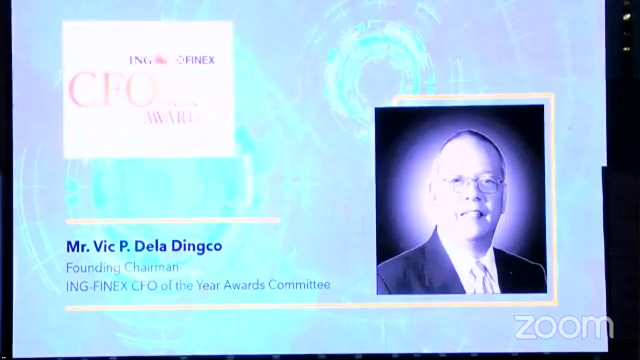 ING FINEX
CFO
AWARD
Mr. Vic P. Dela Dingco
Founding Chairman
ING-FINEX CFO of the Year Awards Committee
zoom